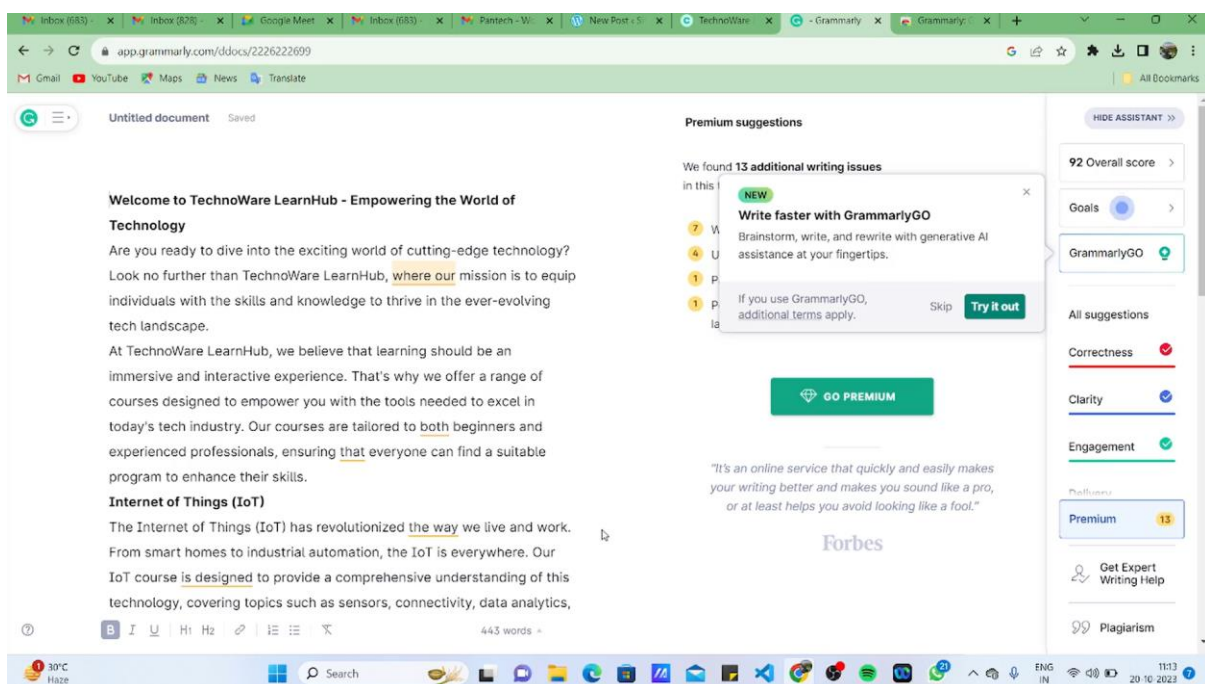 Inbox (683) -
Inbox (828) -
Google Meet
Inbox (683) -
Pantech - W
New Post ‹ S
TechnoWare
- Grammarly
Grammarly: G
app.grammarly.com/ddocs/2226222699
Gmail
YouTube
Maps
News
Translate
All Bookmarks
Untitled document
Saved
Welcome to TechnoWare LearnHub - Empowering the World of
Technology
Are you ready to dive into the exciting world of cutting-edge technology?
Look no further than TechnoWare LearnHub, where our mission is to equip
individuals with the skills and knowledge to thrive in the ever-evolving
tech landscape.
At TechnoWare LearnHub, we believe that learning should be an
immersive and interactive experience. That's why we offer a range of
courses designed to empower you with the tools needed to excel in
today's tech industry. Our courses are tailored to both beginners and
experienced professionals, ensuring that everyone can find a suitable
program to enhance their skills.
Internet of Things (IoT)
The Internet of Things (IoT) has revolutionized the way we live and work.
From smart homes to industrial automation, the IoT is everywhere. Our
IoT course is designed to provide a comprehensive understanding of this
technology, covering topics such as sensors, connectivity, data analytics,
B I U H1 H2
443 words
Premium suggestions
We found 13 additional writing issues
in this t
7 W
4 U
1 P
1 P
la
NEW
Write faster with GrammarlyGO
Brainstorm, write, and rewrite with generative AI
assistance at your fingertips.
If you use GrammarlyGO,
additional terms apply.
Skip
Try it out
GO PREMIUM
"It's an online service that quickly and easily makes
your writing better and makes you sound like a pro,
or at least helps you avoid looking like a fool."
Forbes
HIDE ASSISTANT
92 Overall score
Goals
GrammarlyGO
All suggestions
Correctness
Clarity
Engagement
Delivery
Premium 13
Get Expert
Writing Help
Plagiarism
1
30°C
Haze
Search
21
ENG
IN
11:13
20-10-2023